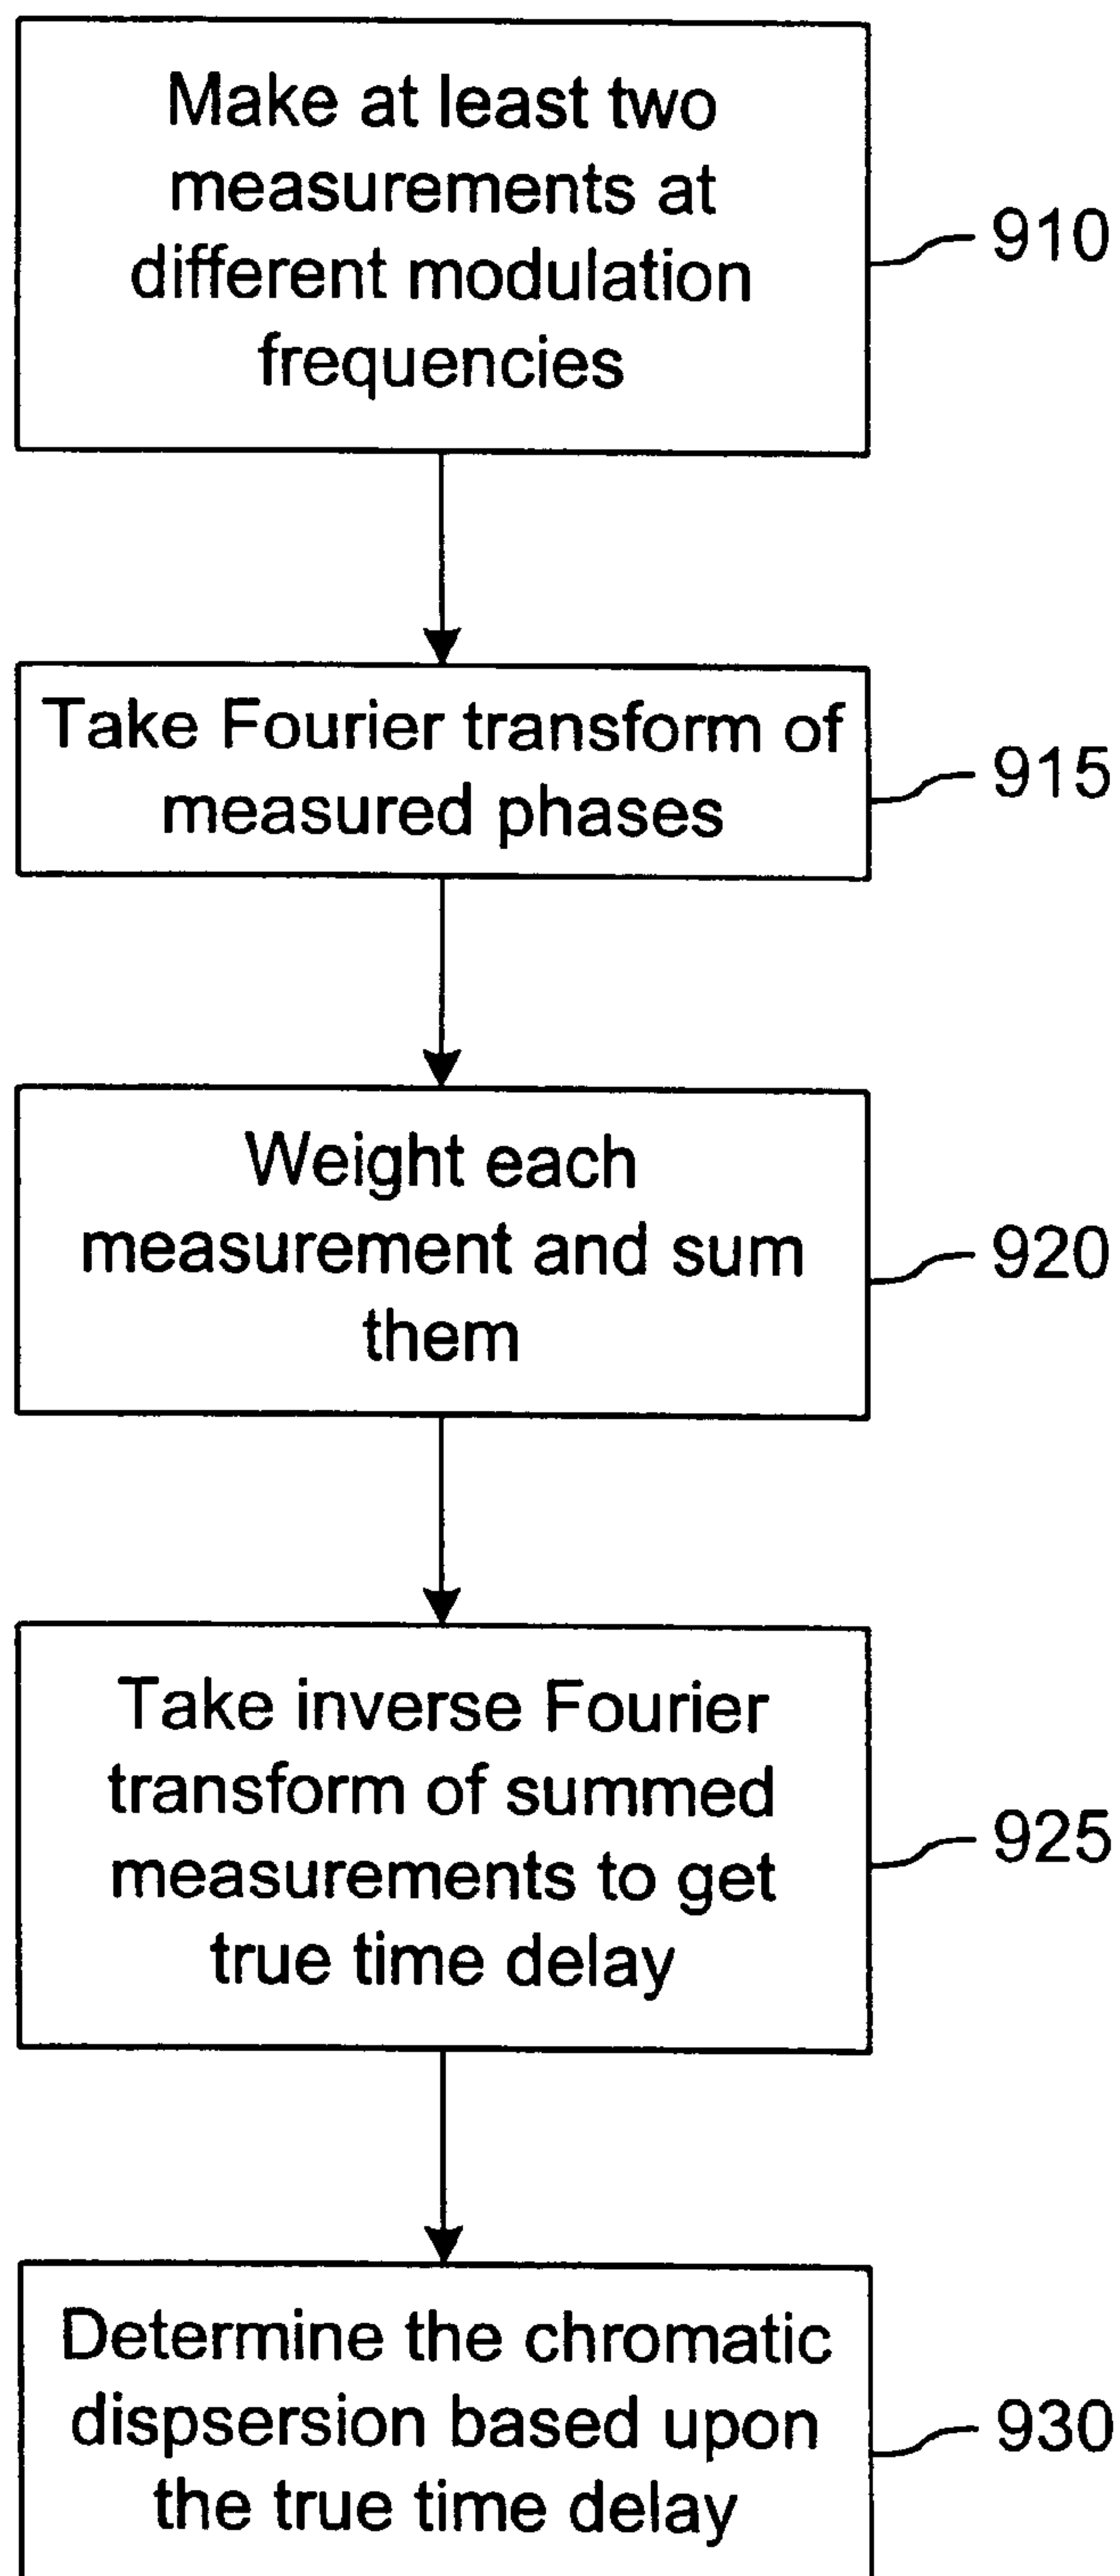 Make at least two
measurements at
different modulation
frequencies
910
Take Fourier transform of
measured phases
915
Weight each
measurement and sum
them
920
Take inverse Fourier
transform of summed
measurements to get
true time delay
925
Determine the chromatic
dispsersion based upon
the true time delay
930